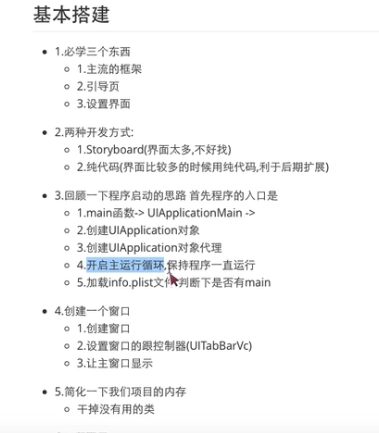 基本搭建
1.必学三个东西
1.主流的框架
2.引导页
3.设置界面
2.两种开发方式:
1.Storyboard(界面太多,不好找)
2.纯代码(界面比较多的时候用纯代码,利于后期扩展)
3.回顾一下程序启动的思路 首先程序的入口是
1.main函数-> UIApplicationMain ->
2.创建UIApplication对象
3.创建UIApplication对象代理
4.开启主运行循环,保持程序一直运行
5.加载info.plist文件 判断下是否有main
4.创建一个窗口
1.创建窗口
2.设置窗口的跟控制器(UITabBarVc)
3.让主窗口显示
5.简化一下我们项目的内存
干掉没有用的类